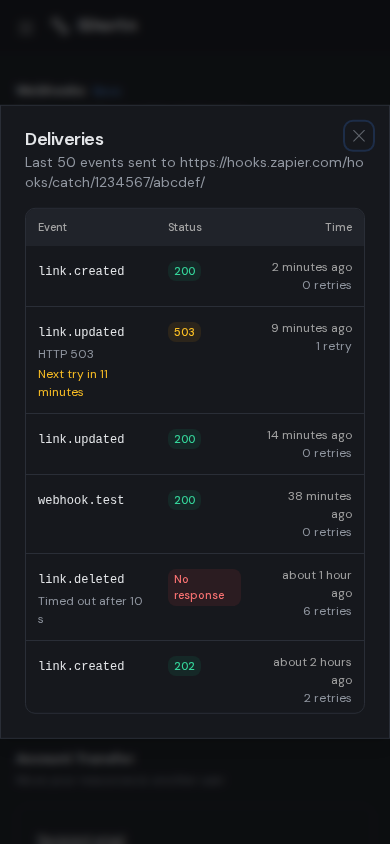 Deliveries
Last 50 events sent to https://hooks.zapier.com/ho
oks/catch/1234567/abcdef/
Event Status Time
link.created 200 2 minutes ago
0 retries
link.updated 503 9 minutes ago
HTTP 503 1 retry
Next try in 11
minutes
link.updated 200 14 minutes ago
0 retries
webhook.test 200 38 minutes
ago
0 retries
link.deleted No
response about 1 hour
ago
Timed out after 10
s 6 retries
link.created 202 about 2 hours
ago
2 retries
Account Transfer